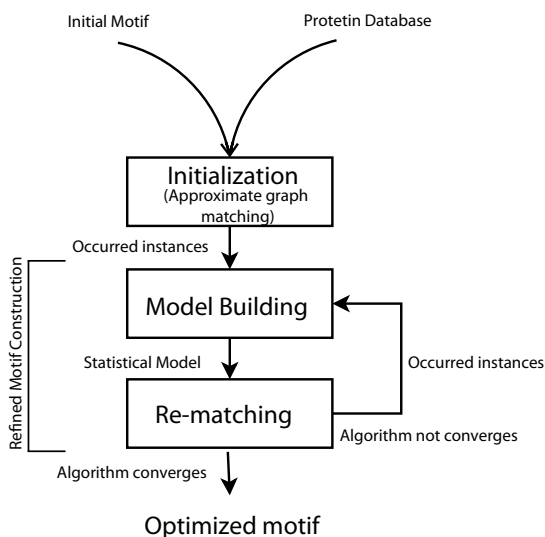 Initial Motif
Protetin Database
Initialization
(Approximate graph
matching)
Occurred instances
Refined Motif Construction
Model Building
Statistical Model
Occurred instances
Re-matching
Algorithm not converges
Algorithm converges
Optimized motif